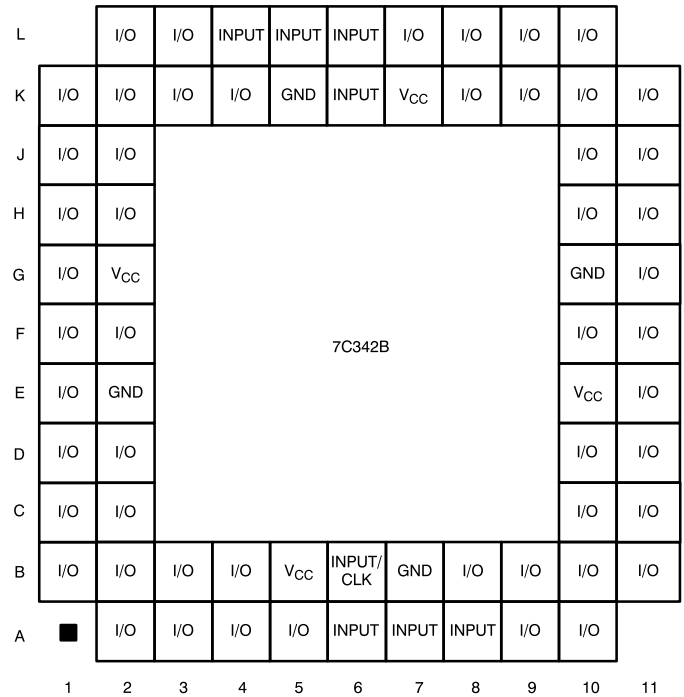 L I/O I/O INPUT INPUT INPUT I/O I/O I/O I/O
K I/O I/O I/O I/O GND INPUT VCC I/O I/O I/O I/O
J I/O I/O I/O I/O
H I/O I/O I/O I/O
G I/O VCC GND I/O
F I/O I/O I/O I/O
7C342B
E I/O GND VCC I/O
D I/O I/O I/O I/O
C I/O I/O I/O I/O
B I/O I/O I/O I/O VCC INPUT/CLK GND I/O I/O I/O I/O
A I/O I/O I/O I/O INPUT INPUT INPUT I/O I/O
1 2 3 4 5 6 7 8 9 10 11